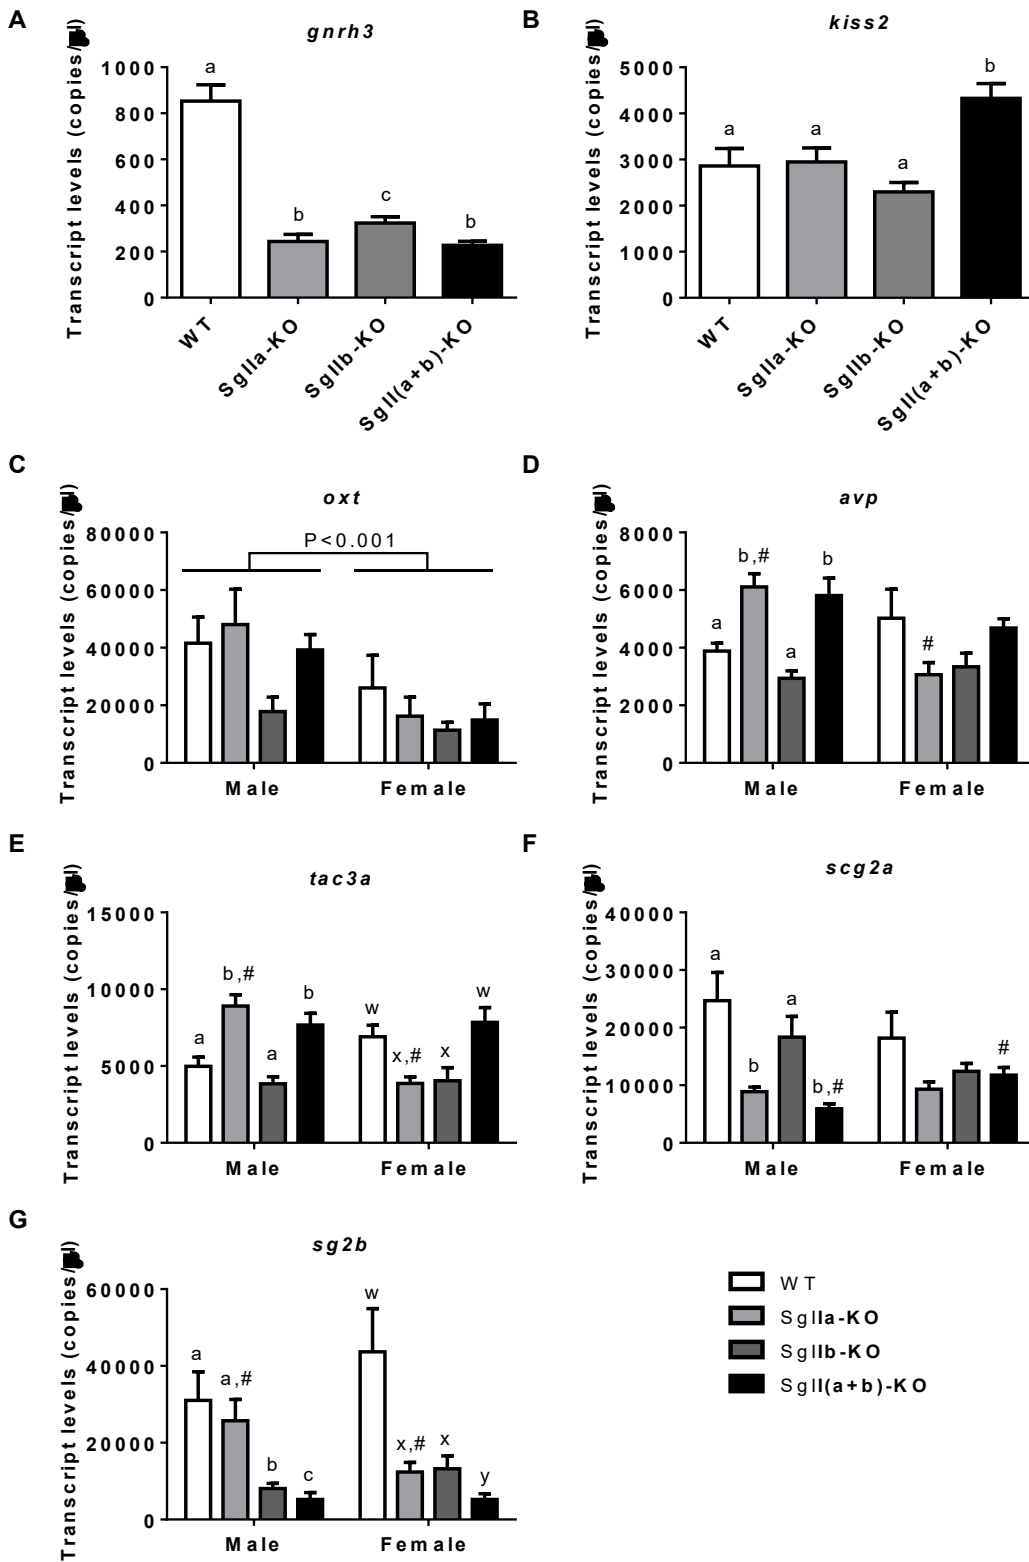 A
gnrh3
Transcript levels (copies/
1000
800
600
400
200
0
a
b
c
b
WT
SgIIa-KO
SgIIb-KO
SgII(a+b)-KO
B
kiss2
Transcript levels (copies/
5000
4000
3000
2000
1000
0
a
a
a
b
WT
SgIIa-KO
SgIIb-KO
SgII(a+b)-KO
C
oxt
Transcript levels (copies/
80000
60000
40000
20000
0
P<0.001
Male
Female
D
avp
Transcript levels (copies/
8000
6000
4000
2000
0
a
b,#
a
b
#
Male
Female
E
tac3a
Transcript levels (copies/
15000
10000
5000
0
a
b,#
a
b
w
x,#
x
w
Male
Female
F
scg2a
Transcript levels (copies/
40000
30000
20000
10000
0
a
b
a
b,#
#
Male
Female
G
sg2b
Transcript levels (copies/
60000
40000
20000
0
a
a,#
b
c
w
x,#
x
y
Male
Female
WT
SgIIa-KO
SgIIb-KO
SgII(a+b)-KO